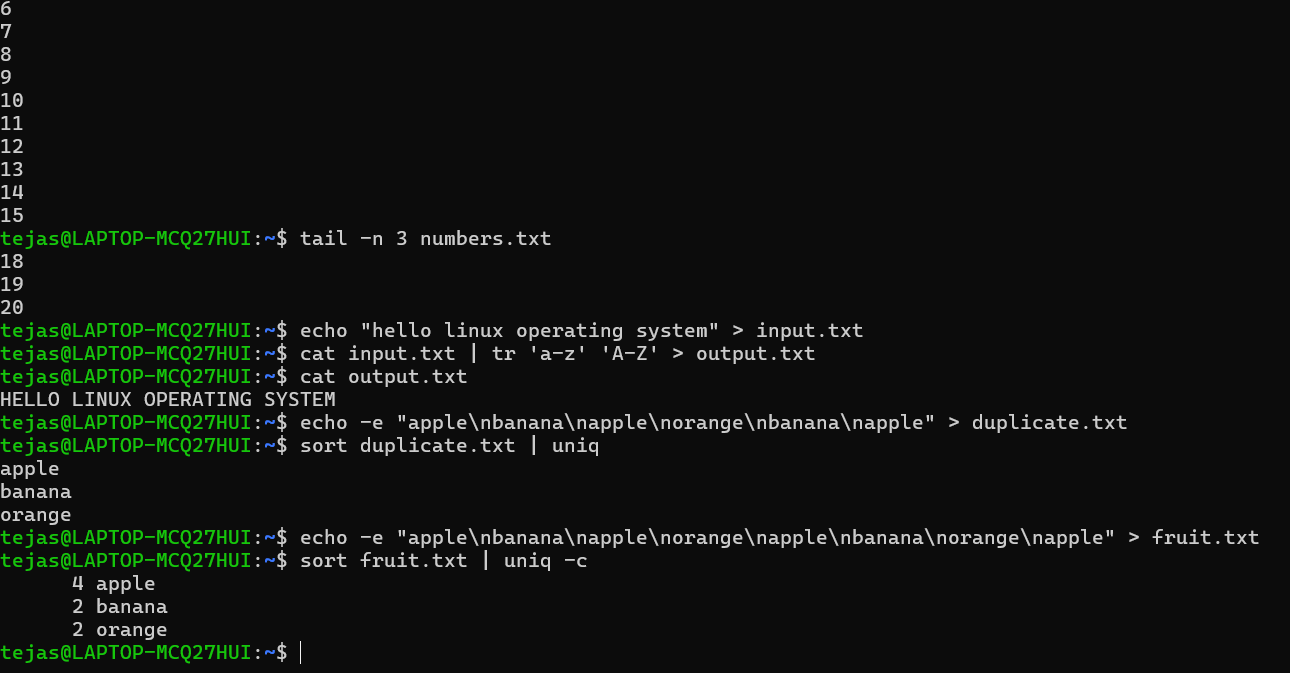 6
7
8
9
10
11
12
13
14
15
tejas@LAPTOP-MCQ27HUI:~$ tail -n 3 numbers.txt
18
19
20
tejas@LAPTOP-MCQ27HUI:~$ echo "hello linux operating system" > input.txt
tejas@LAPTOP-MCQ27HUI:~$ cat input.txt | tr 'a-z' 'A-Z' > output.txt
tejas@LAPTOP-MCQ27HUI:~$ cat output.txt
HELLO LINUX OPERATING SYSTEM
tejas@LAPTOP-MCQ27HUI:~$ echo -e "apple\nbanana\napple\norange\nbanana\napple" > duplicate.txt
tejas@LAPTOP-MCQ27HUI:~$ sort duplicate.txt | uniq
apple
banana
orange
tejas@LAPTOP-MCQ27HUI:~$ echo -e "apple\nbanana\napple\norange\napple\nbanana\norange\napple" > fruit.txt
tejas@LAPTOP-MCQ27HUI:~$ sort fruit.txt | uniq -c
      4 apple
      2 banana
      2 orange
tejas@LAPTOP-MCQ27HUI:~$